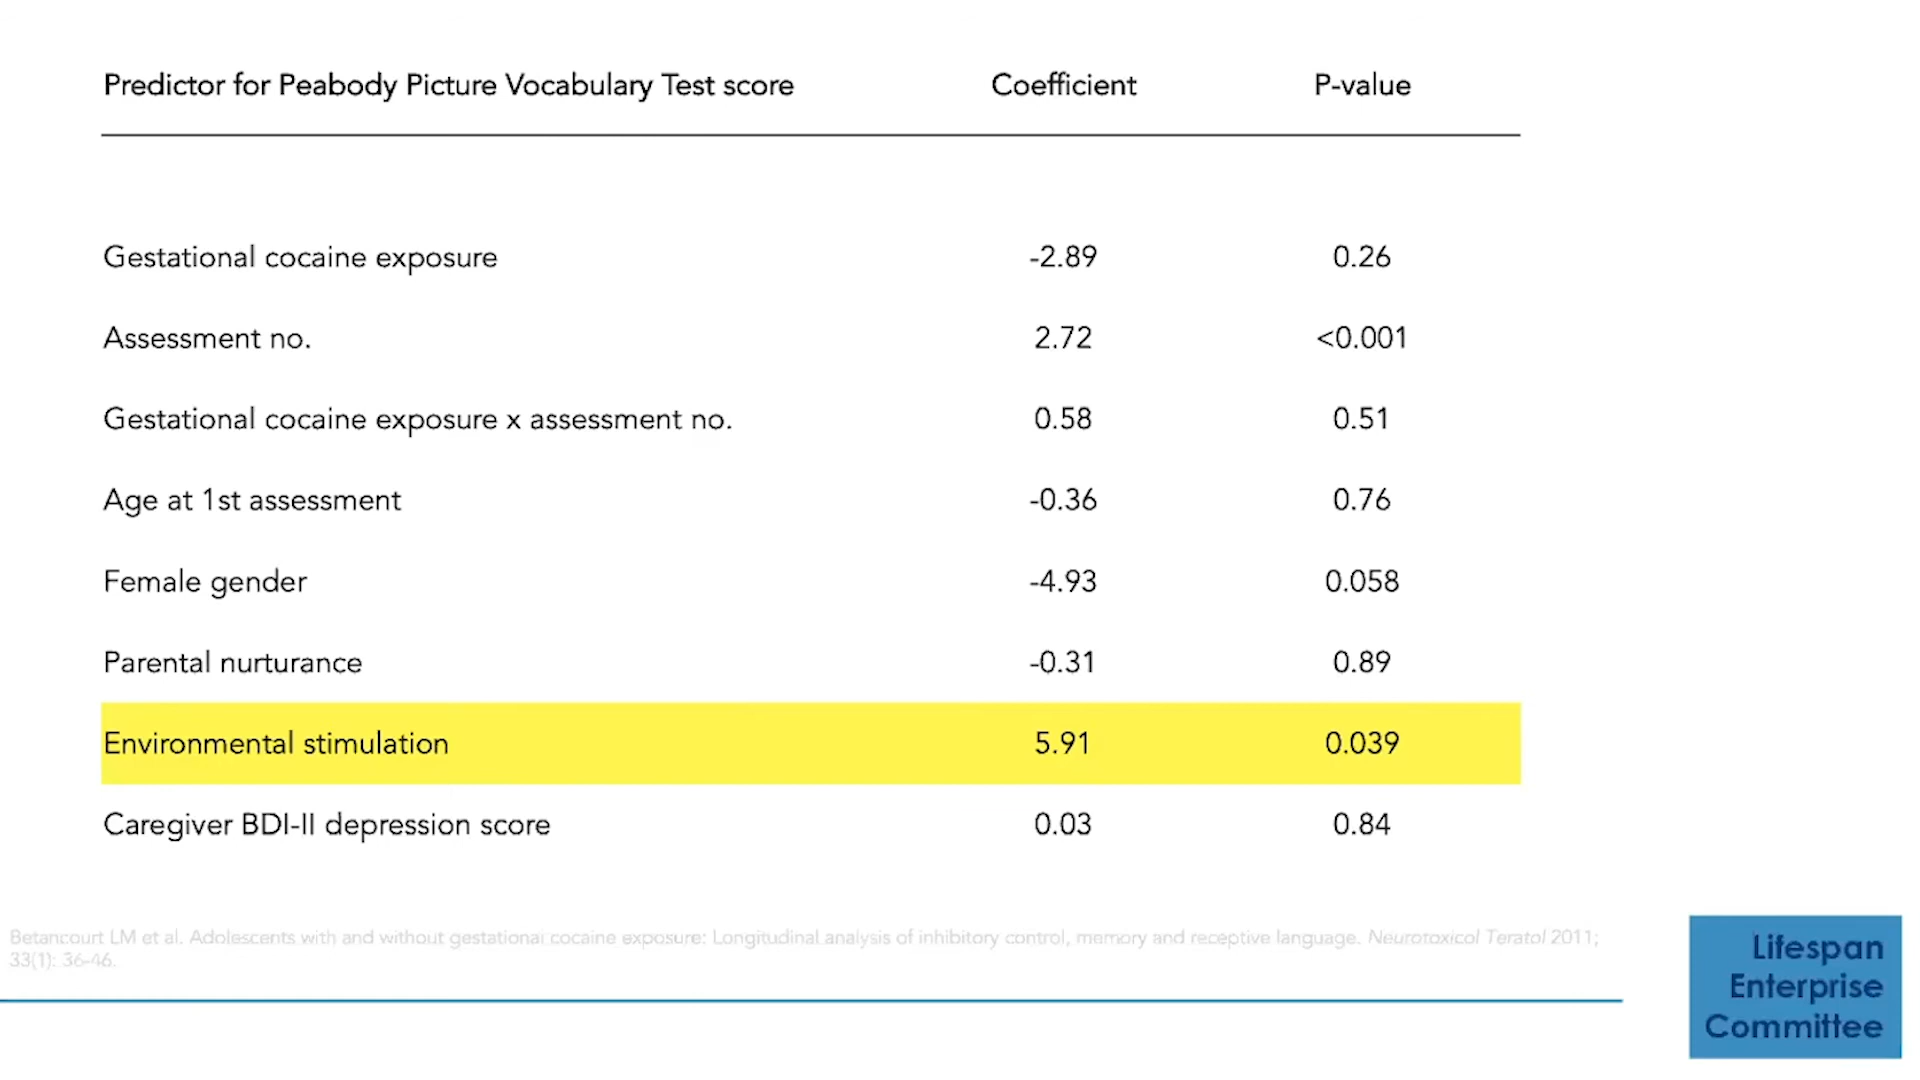 Predictor for Peabody Picture Vocabulary Test score Coefficient P-value
Gestational cocaine exposure -2.89 0.26
Assessment no. 2.72 <0.001
Gestational cocaine exposure x assessment no. 0.58 0.51
Age at 1st assessment -0.36 0.76
Female gender -4.93 0.058
Parental nurturance -0.31 0.89
Environmental stimulation 5.91 0.039
Caregiver BDI-II depression score 0.03 0.84
Betancourt LM et al. Adolescents with and without gestational cocaine exposure: Longitudinal analysis of inhibitory control, memory and receptive language. Neurotoxicol Teratol 2011;
33(1): 36-46.
Lifespan
Enterprise
Committee